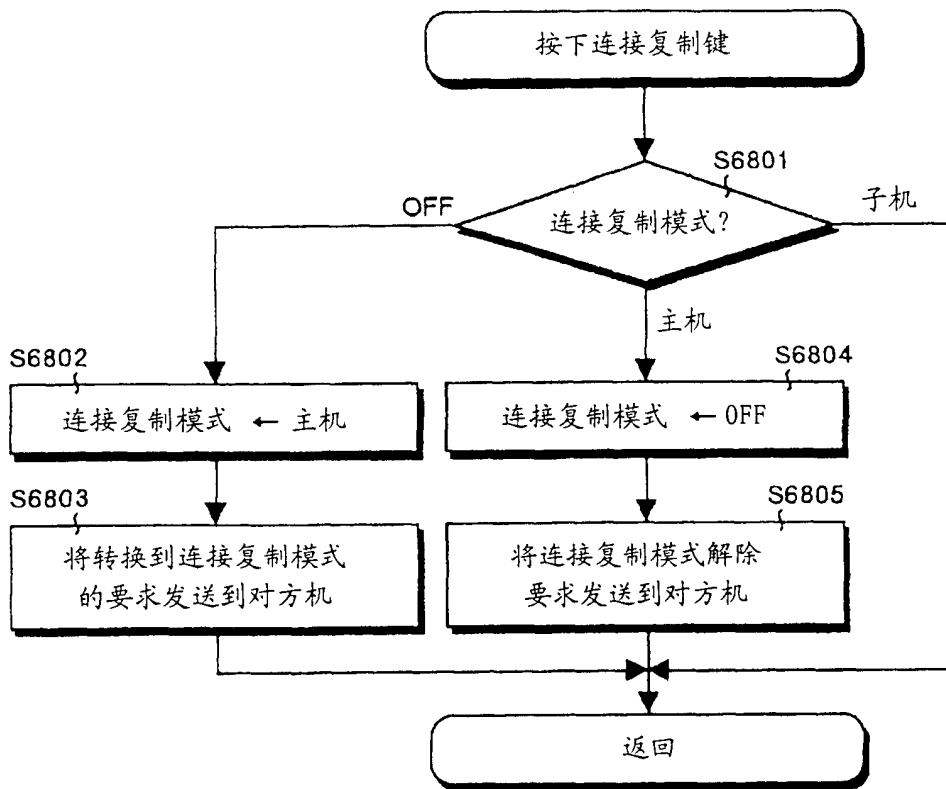 按下连接复制键
S6801
连接复制模式?
OFF
子机
主机
S6802
连接复制模式 ← 主机
S6804
连接复制模式 ← OFF
S6803
将转换到连接复制模式
的要求发送到对方机
S6805
将连接复制模式解除
要求发送到对方机
返回